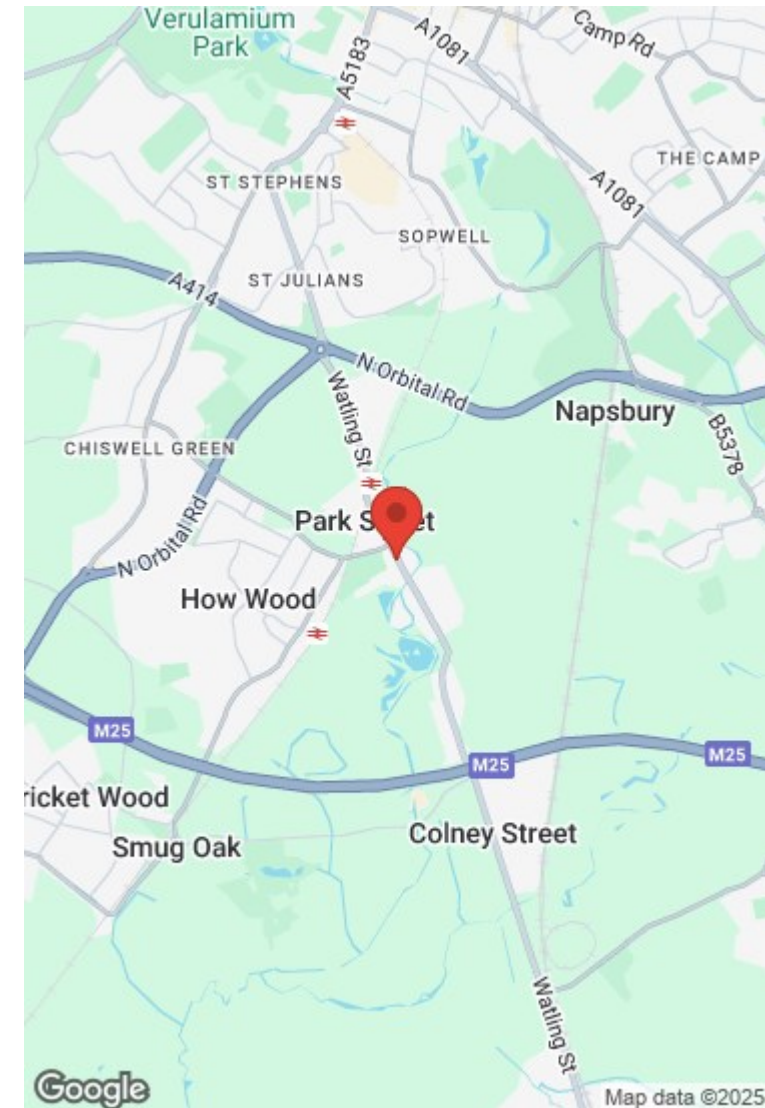 Verulamium
Park
A5183
A1081
Camp Rd
THE CAMP
ST STEPHENS
A1081
SOPWELL
ST JULIANS
A414
N Orbital Rd
Watling St
Napsbury
B5378
CHISWELL GREEN
Park S et
N Orbital Rd
How Wood
M25
M25
M25
ricket Wood
Smug Oak
Colney Street
Watling St
Google
Map data ©2025